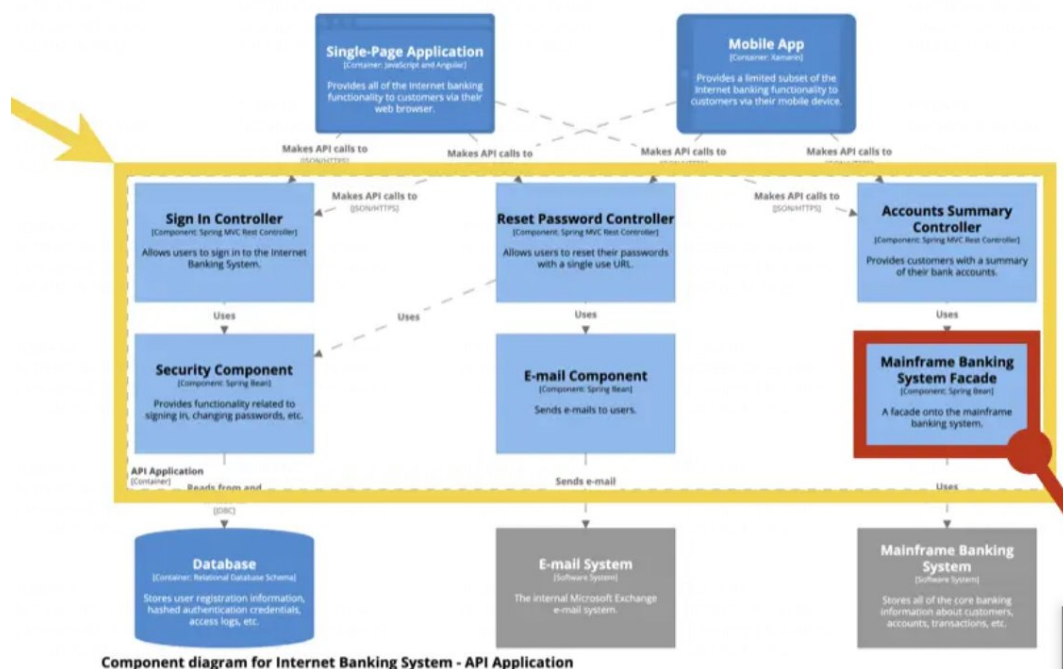 Single-Page Application
[Container: JavaScript and Angular]
Provides all of the Internet banking
functionality to customers via their
web browser.
Mobile App
[Container: Xamarin]
Provides a limited subset of the
Internet banking functionality to
customers via their mobile device.
Makes API calls to
[JSON/HTTPS]
Makes API calls to
Makes API calls to
[JSON/HTTPS]
Makes API calls to
[JSON/HTTPS]
Makes API calls to
[JSON/HTTPS]
Makes API calls to
[JSON/HTTPS]
Sign In Controller
[Component: Spring MVC Rest Controller]
Allows users to sign in to the Internet
Banking System.
Reset Password Controller
[Component: Spring MVC Rest Controller]
Allows users to reset their passwords
with a single use URL.
Accounts Summary
Controller
[Component: Spring MVC Rest Controller]
Provides customers with a summary
of their bank accounts.
Uses
Uses
Uses
Uses
Security Component
[Component: Spring Bean]
Provides functionality related to
signing in, changing passwords, etc.
E-mail Component
[Component: Spring Bean]
Sends e-mails to users.
Mainframe Banking
System Facade
[Component: Spring Bean]
A facade onto the mainframe
banking system.
API Application
[Container]
Reads from and
[JDBC]
Sends e-mail
Uses
Database
[Container: Relational Database Schema]
Stores user registration information,
hashed authentication credentials,
access logs, etc.
E-mail System
[Software System]
The internal Microsoft Exchange
e-mail system.
Mainframe Banking
System
[Software System]
Stores all of the core banking
information about customers,
accounts, transactions, etc.
Component diagram for Internet Banking System - API Application